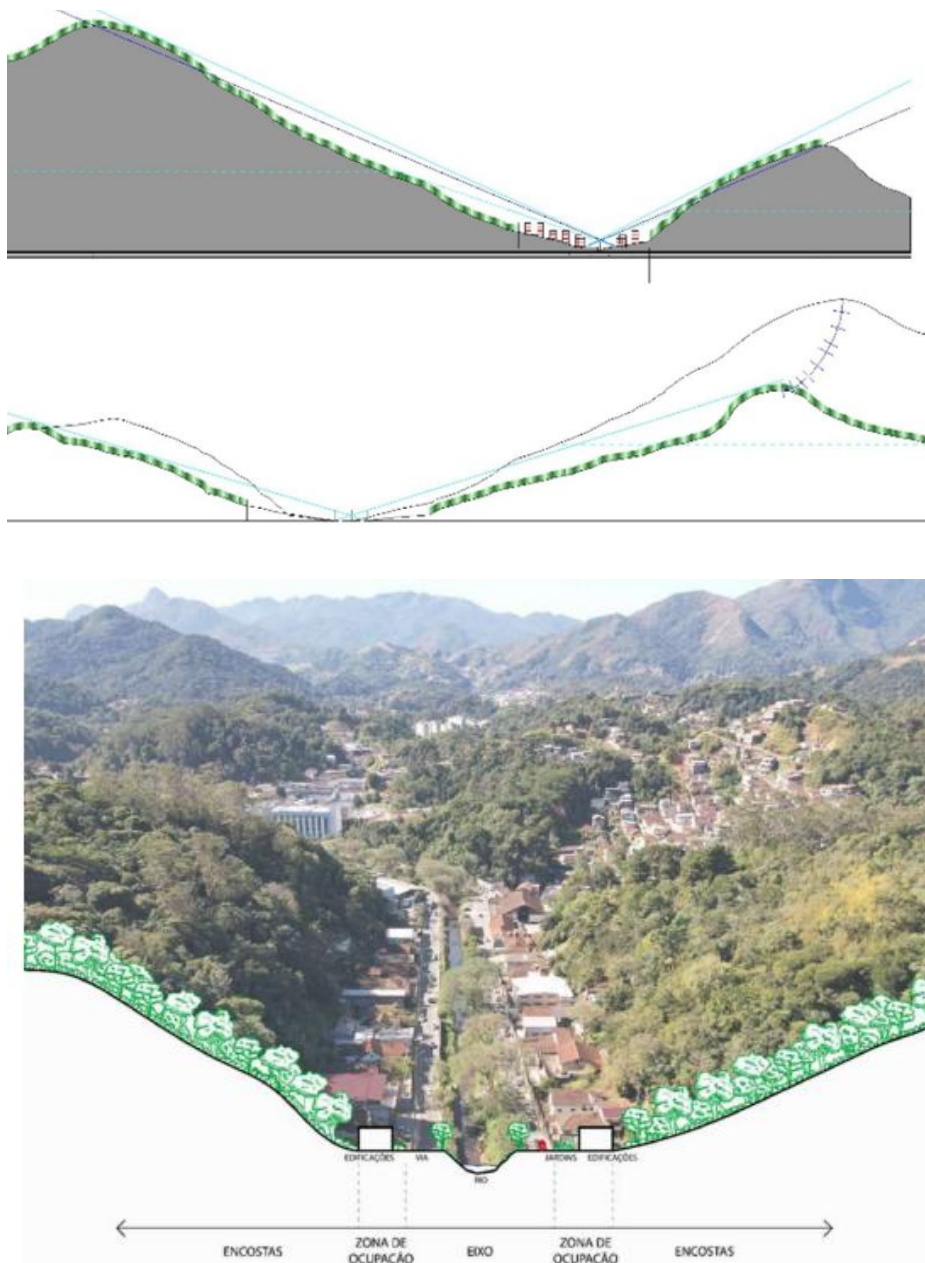 EDIFICAÇÕES VIA JARDINS EDIFICAÇÕES
RIO
ENCOSTAS ZONA DE OCUPAÇÃO EIXO ZONA DE OCUPAÇÃO ENCOSTAS